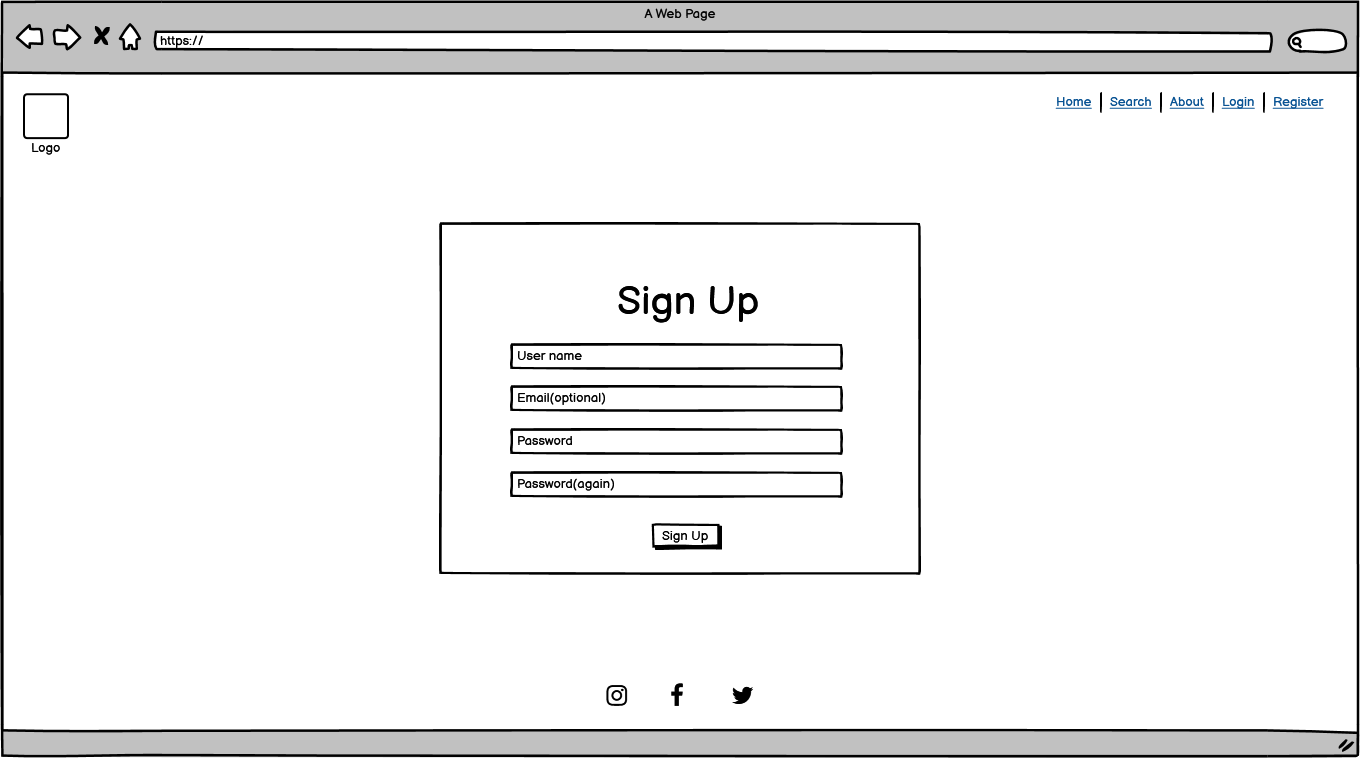 A Web Page
https://
Home Search About Login Register
Logo
Sign Up
User name
Email(optional)
Password
Password(again)
Sign Up